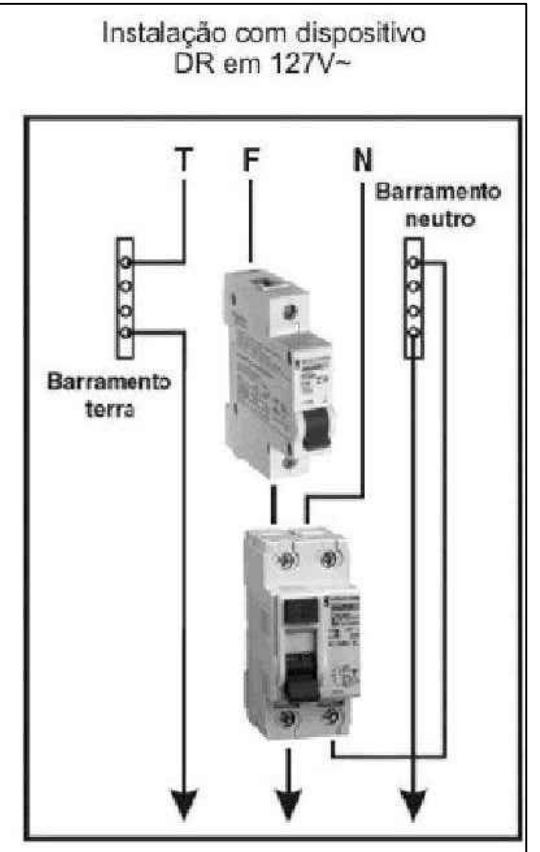 Instalação com dispositivo
DR em 127V~
T F N
Barramento
neutro
Barramento
terra